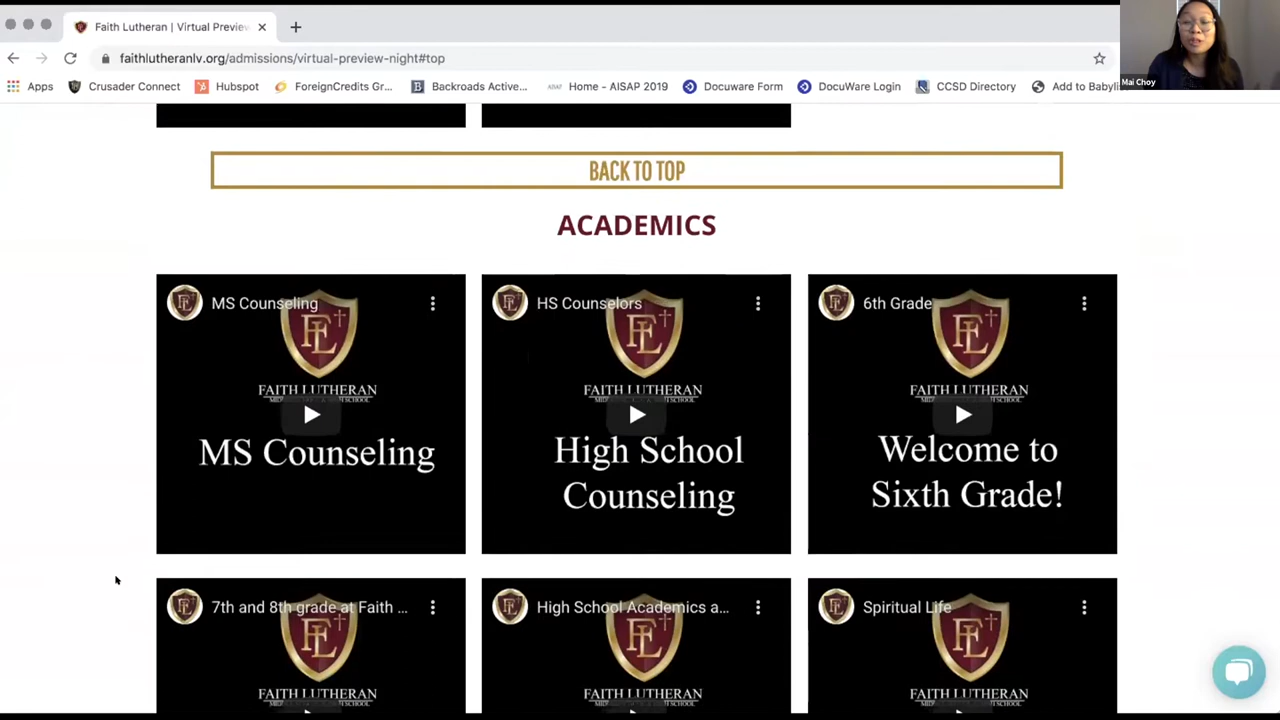 Faith Lutheran | Virtual Preview
faithlutheranlv.org/admissions/virtual-preview-night#top
Apps Crusader Connect Hubspot ForeignCredits Gr... Backroads Active... Home - AISAP 2019 Docuware Form DocuWare Login CCSD Directory Add to Babyli
Mai Choy
BACK TO TOP
ACADEMICS
MS Counseling
FAITH LUTHERAN
MS Counseling
HS Counselors
FAITH LUTHERAN
High School
Counseling
6th Grade
FAITH LUTHERAN
Welcome to
Sixth Grade!
7th and 8th grade at Faith ...
FAITH LUTHERAN
High School Academics a...
FAITH LUTHERAN
Spiritual Life
FAITH LUTHERAN